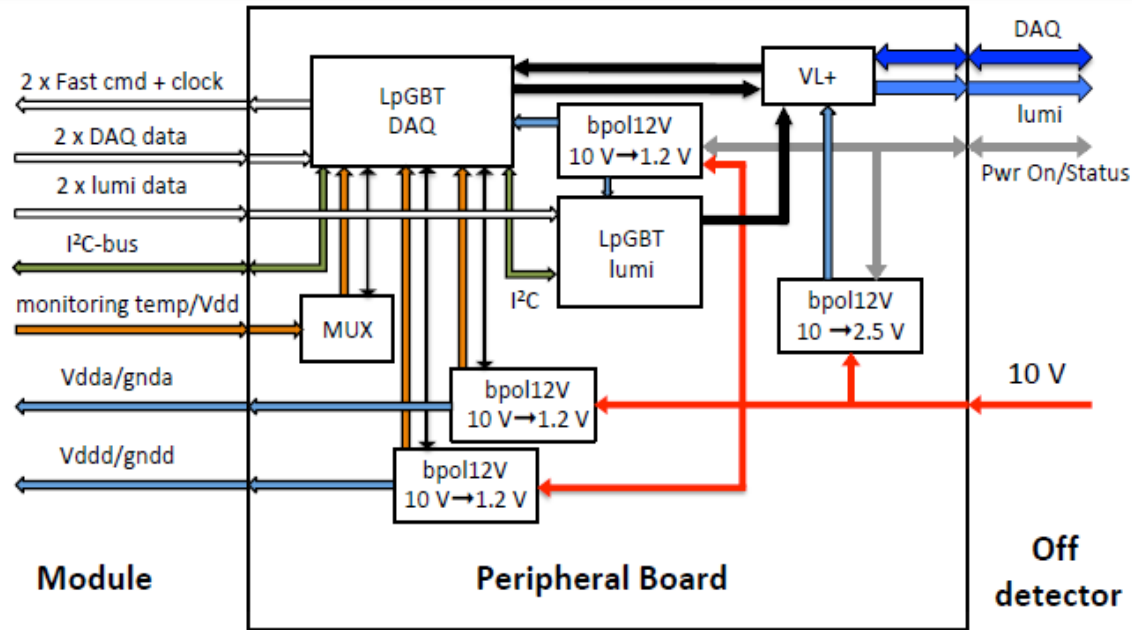 DAQ
2 x Fast cmd + clock
LpGBT
DAQ
VL+
lumi
2 x DAQ data
bpol12V
10 V→1.2 V
Pwr On/Status
2 x lumi data
LpGBT
lumi
I²C-bus
I²C
monitoring temp/Vdd
MUX
bpol12V
10 →2.5 V
Vdda/gnda
bpol12V
10 V→1.2 V
10 V
Vddd/gndd
bpol12V
10 V→1.2 V
Module
Peripheral Board
Off
detector